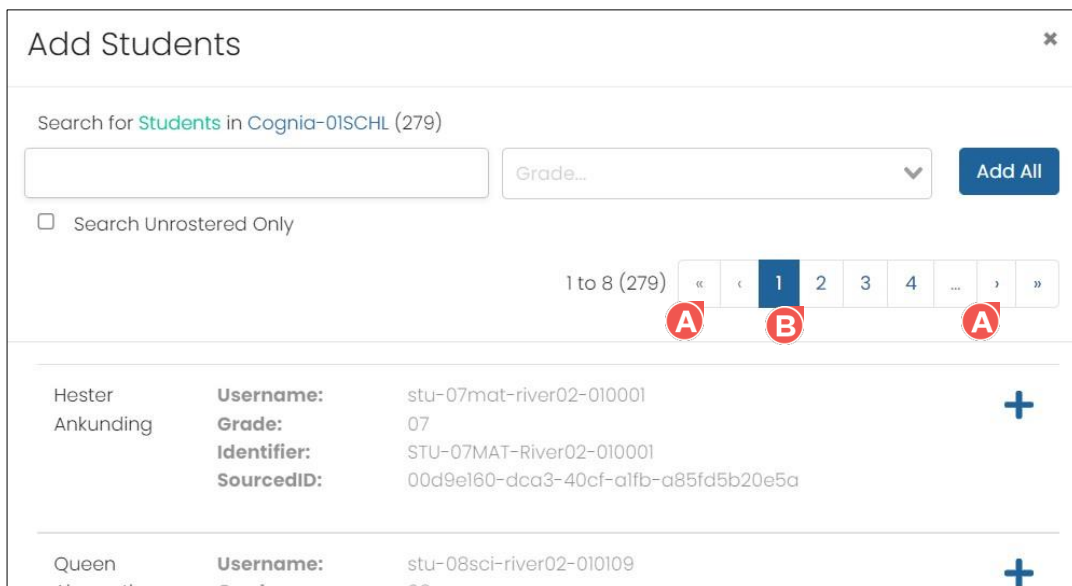 Add Students ×
Search for Students in Cognia-01SCHL (279)
Grade... Add All
Search Unrostered Only
1 to 8 (279) « ‹ 1 2 3 4 ... › »
A B A
Hester Username: stu-07mat-river02-010001
Ankunding Grade: 07
Identifier: STU-07MAT-River02-010001
SourcedID: 00d9e160-dca3-40cf-a1fb-a85fd5b20e5a
Queen Username: stu-08sci-river02-010109